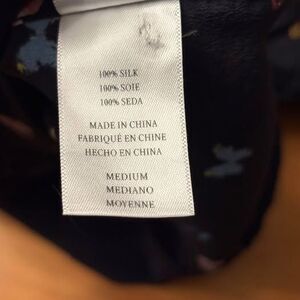 100% SILK
100% SOIE
100% SEDA
MADE IN CHINA
FABRIQUÉ EN CHINE
HECHO EN CHINA
MEDIUM
MEDIANO
MOYENNE